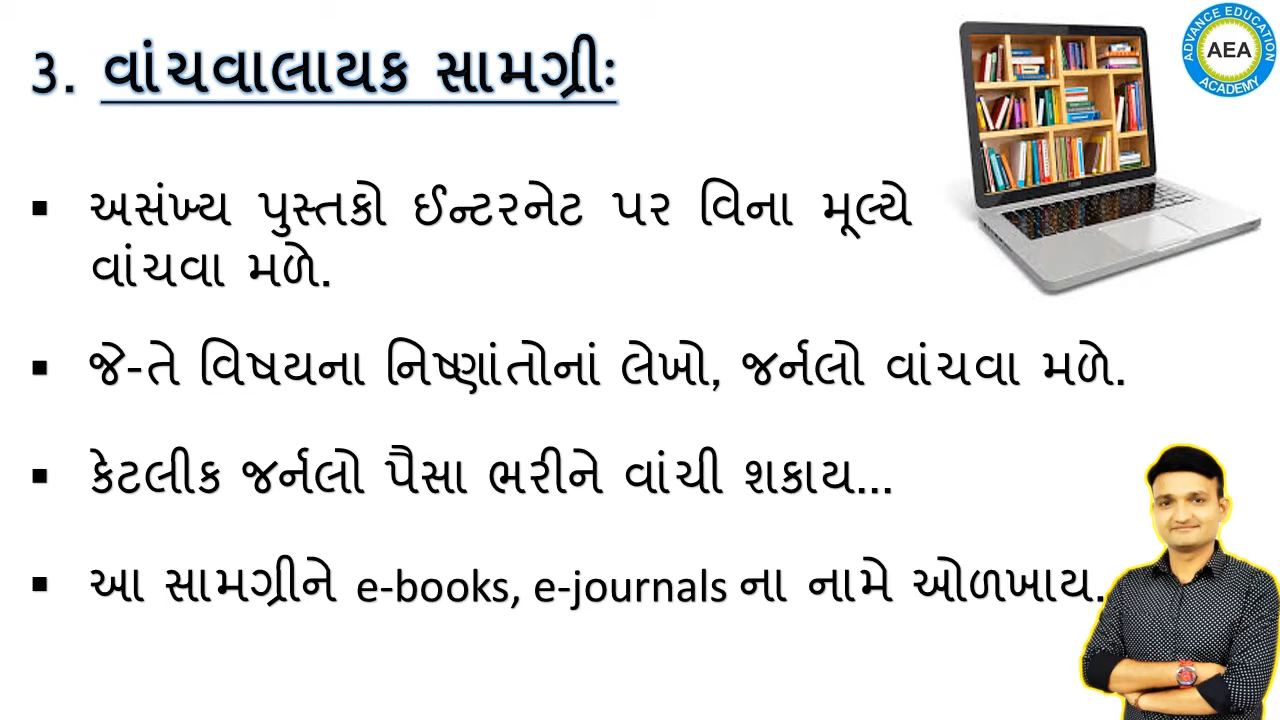 ૩. વાંચવાલાયક સામગ્રીઃ
ADVANCE EDUCATION
AEA
ACADEMY
▪ અસંખ્ય પુસ્તકો ઈન્ટરનેટ પર વિના મૂલ્યે
વાંચવા મળે.
▪ જે-તે વિષયના નિષ્ણાંતોનાં લેખો, જર્નલો વાંચવા મળે.
▪ કેટલીક જર્નલો પૈસા ભરીને વાંચી શકાય...
▪ આ સામગ્રીને e-books, e-journals ના નામે ઓળખાય.